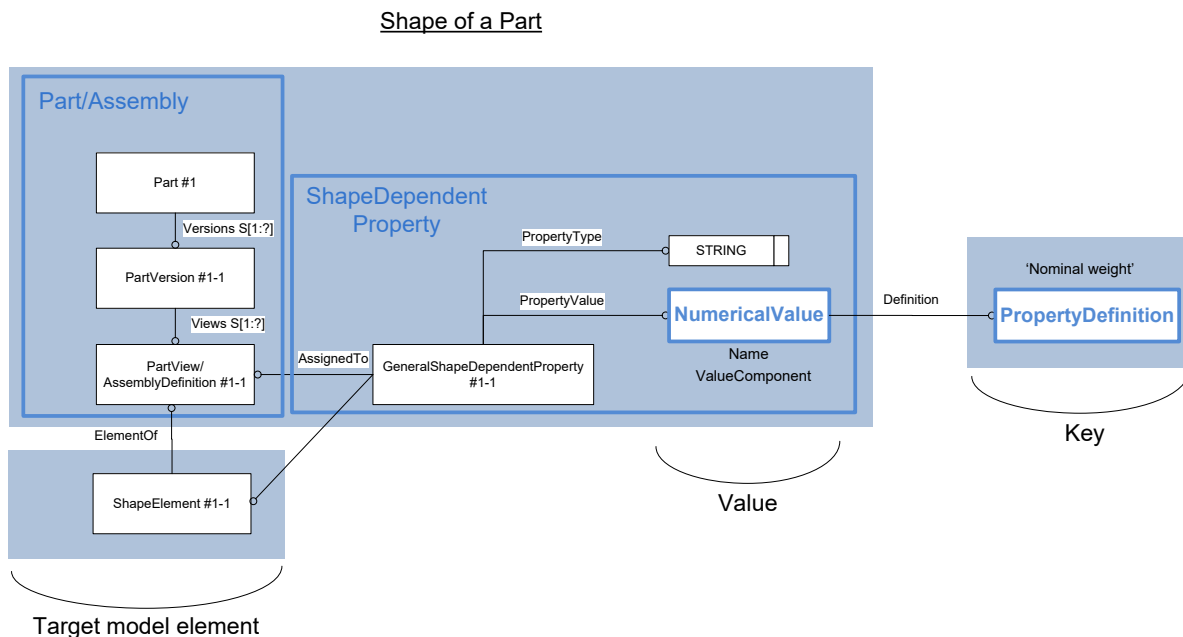 Shape of a Part
Part/Assembly
Part #1
Versions S[1:?]
PartVersion #1-1
Views S[1:?]
PartView/
AssemblyDefinition #1-1
ElementOf
ShapeElement #1-1
Target model element
ShapeDependent
Property
PropertyType
STRING
PropertyValue
NumericalValue
Name
ValueComponent
AssignedTo
GeneralShapeDependentProperty
#1-1
Value
Definition
‘Nominal weight’
PropertyDefinition
Key